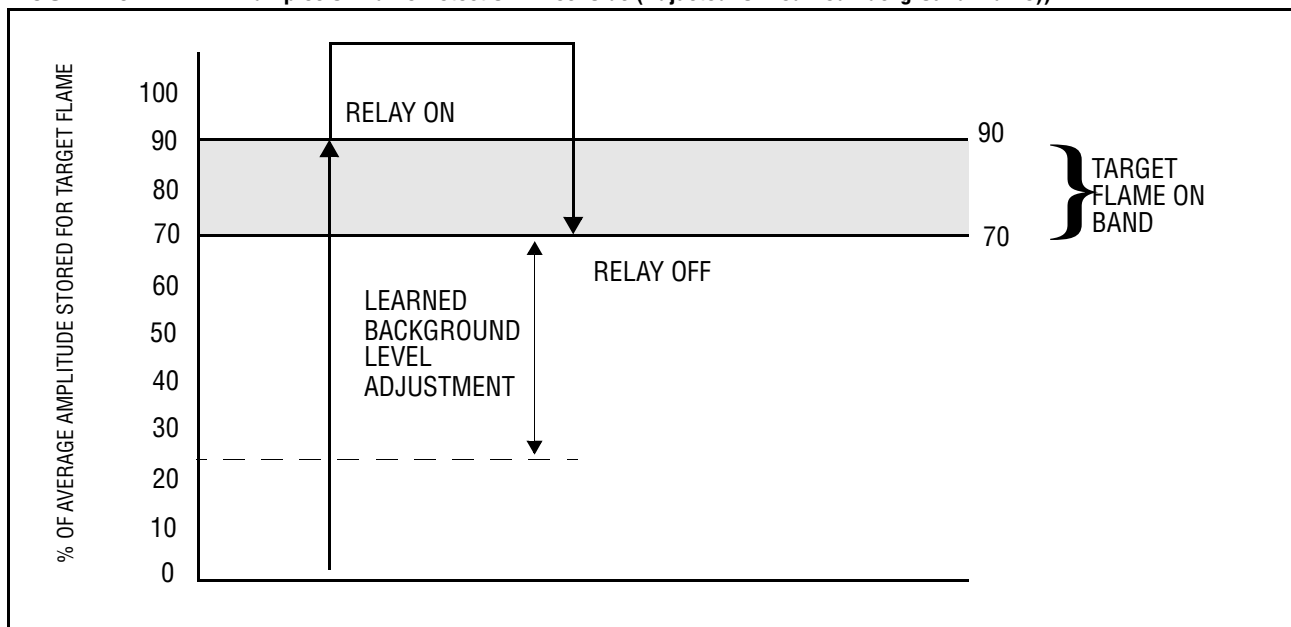 % OF AVERAGE AMPLITUDE STORED FOR TARGET FLAME
100
90
80
70
60
50
40
30
20
10
0
RELAY ON
90
70
TARGET
FLAME ON
BAND
RELAY OFF
LEARNED
BACKGROUND
LEVEL
ADJUSTMENT